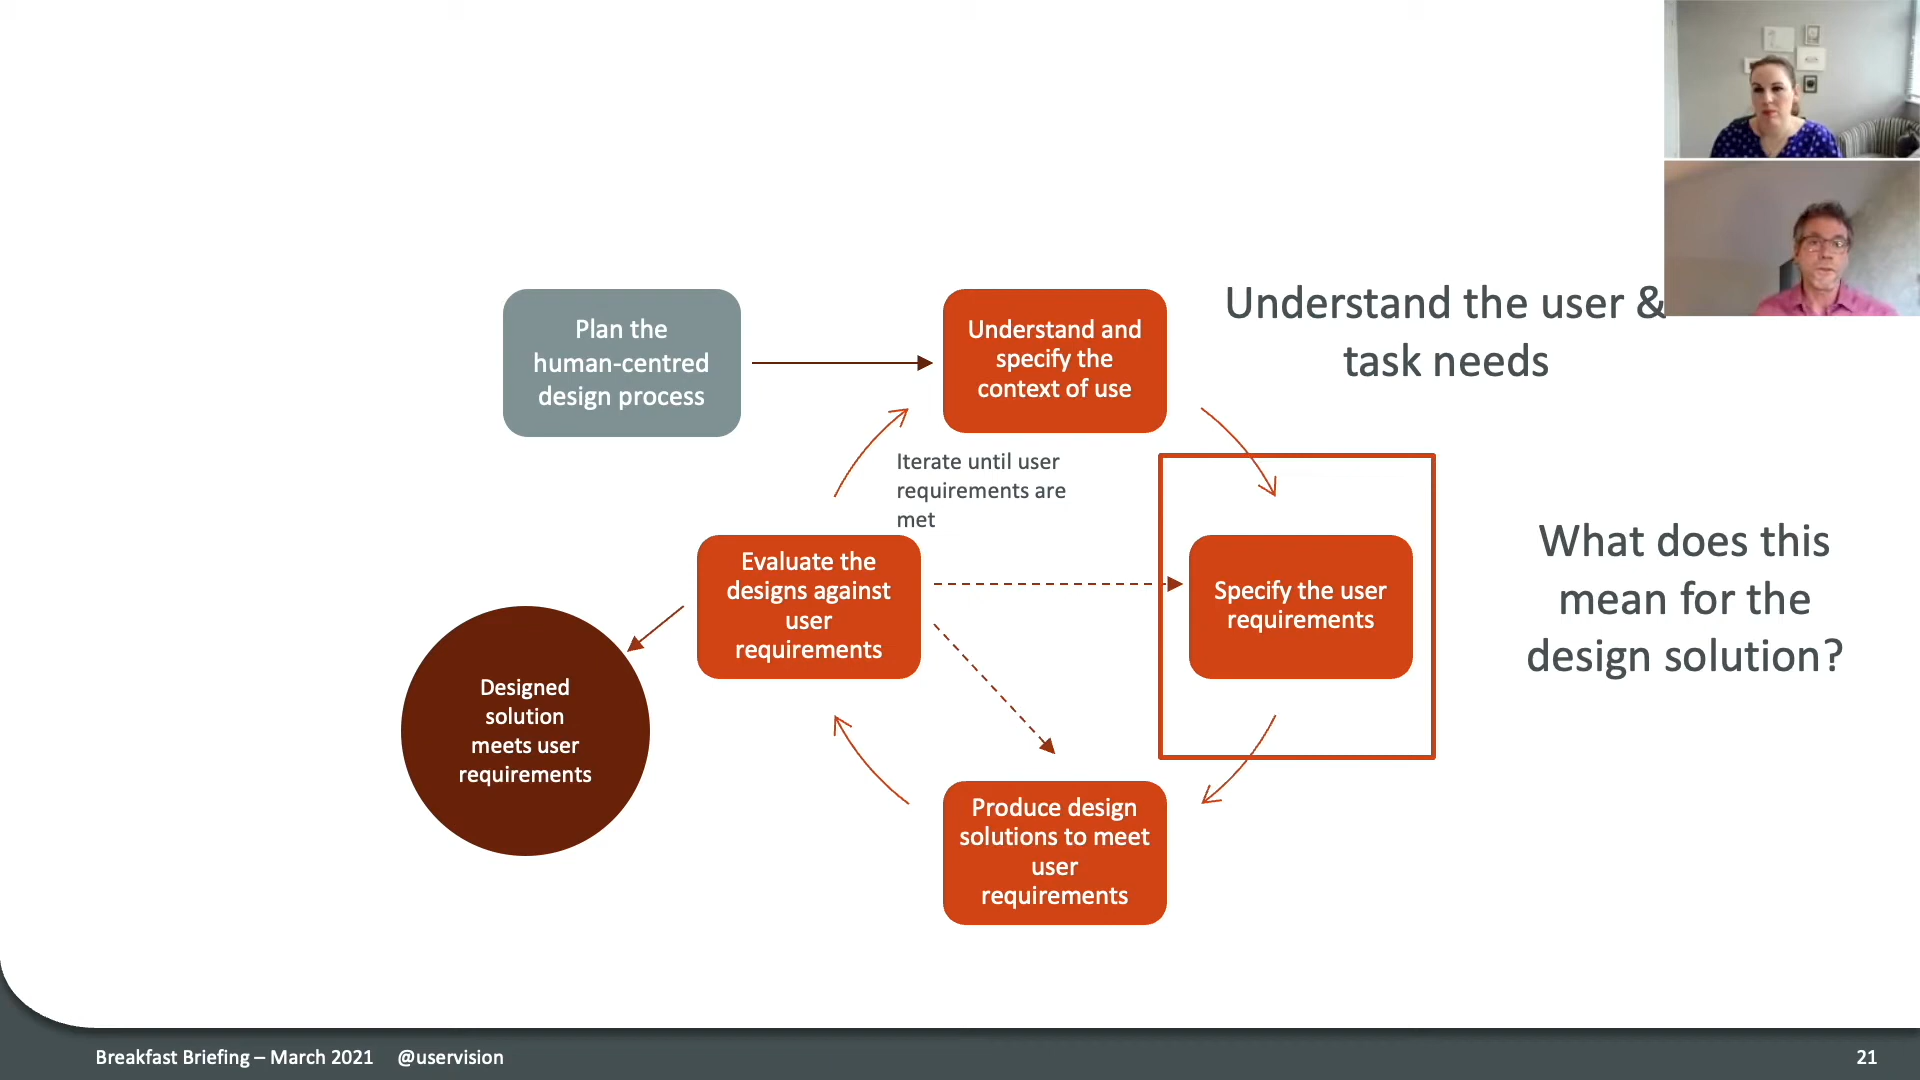 Plan the
human-centred
design process
Understand and
specify the
context of use
Understand the user &
task needs
Iterate until user
requirements are
met
Evaluate the
designs against
user
requirements
Specify the user
requirements
What does this
mean for the
design solution?
Designed
solution
meets user
requirements
Produce design
solutions to meet
user
requirements
Breakfast Briefing – March 2021 @uservision
21